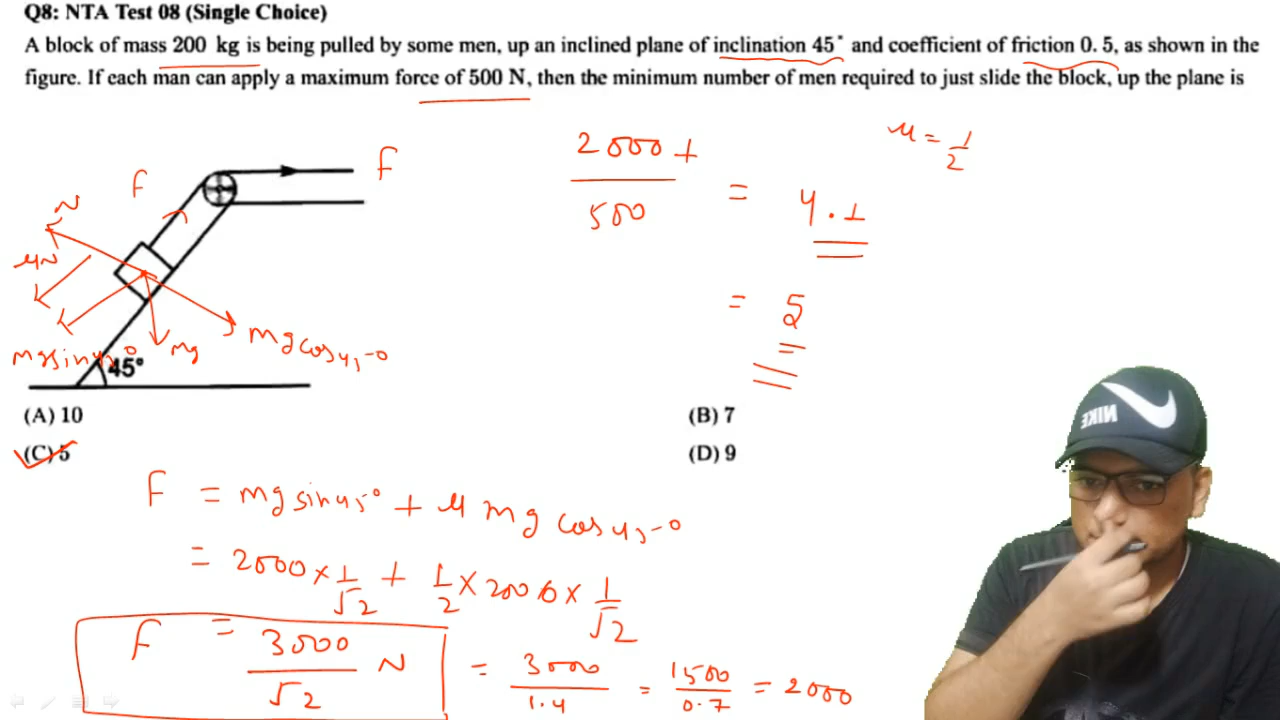 Q8: NTA Test 08 (Single Choice)
A block of mass 200 kg is being pulled by some men, up an inclined plane of inclination 45° and coefficient of friction 0. 5, as shown in the
figure. If each man can apply a maximum force of 500 N, then the minimum number of men required to just slide the block, up the plane is
μ = 1/2
2000+ / 500 = 4.1
= 5
F
F
N
μN
mg sin45°
mg
mg cos45°
45°
(A) 10
(B) 7
(C) 5
(D) 9
NIKE
F = mg sin45° + μ mg cos45°
= 2000 × 1/√2 + 1/2 × 2000 × 1/√2
F = 3000/√2 N = 3000/1.4 = 1500/0.7 = 2000